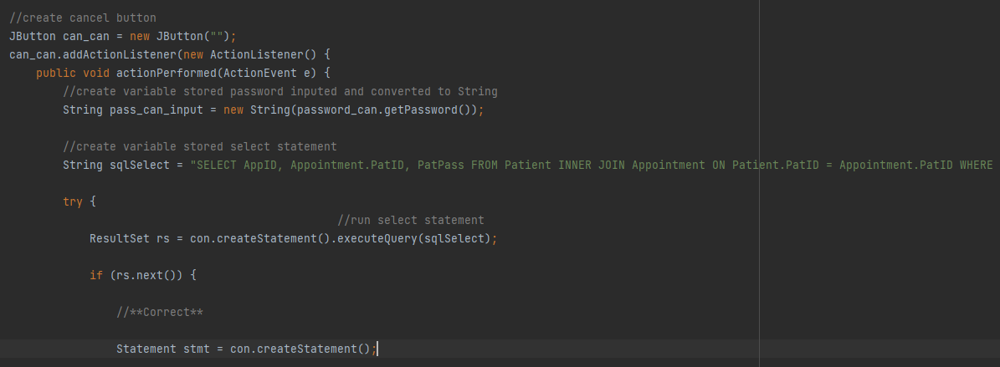 //create cancel button
JButton can_can = new JButton("");
can_can.addActionListener(new ActionListener() {
public void actionPerformed(ActionEvent e) {
//create variable stored password inputed and converted to String
String pass_can_input = new String(password_can.getPassword());
//create variable stored select statement
String sqlSelect = "SELECT AppID, Appointment.PatID, PatPass FROM Patient INNER JOIN Appointment ON Patient.PatID = Appointment.PatID WHERE
try {
//run select statement
ResultSet rs = con.createStatement().executeQuery(sqlSelect);
if (rs.next()) {
//**Correct**
Statement stmt = con.createStatement();